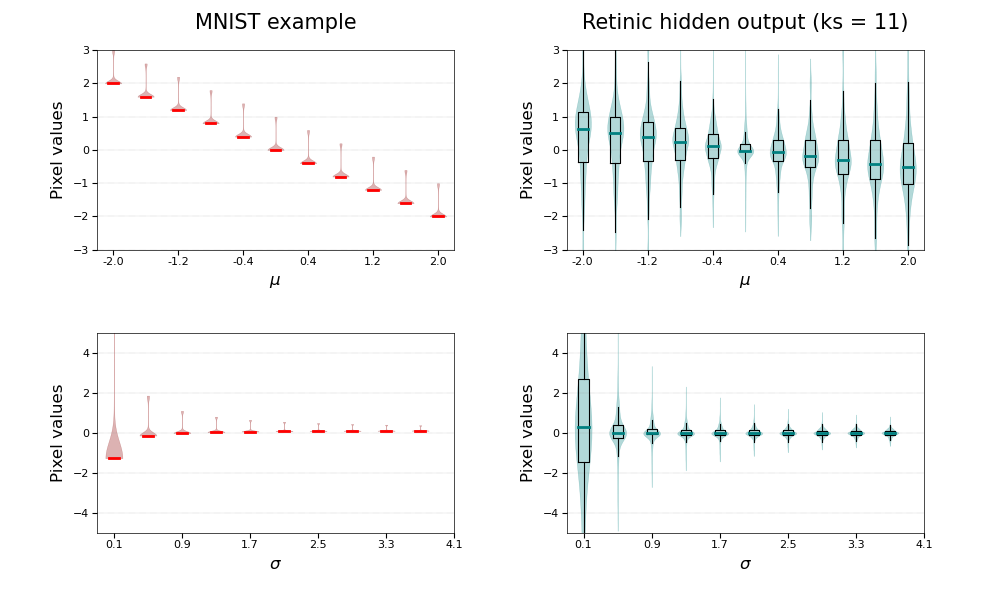 MNIST example
Retinic hidden output (ks = 11)
Pixel values
3
2
1
0
−1
−2
−3
-2.0 -1.2 -0.4 0.4 1.2 2.0
μ
Pixel values
3
2
1
0
−1
−2
−3
-2.0 -1.2 -0.4 0.4 1.2 2.0
μ
Pixel values
4
2
0
−2
−4
0.1 0.9 1.7 2.5 3.3 4.1
σ
Pixel values
4
2
0
−2
−4
0.1 0.9 1.7 2.5 3.3 4.1
σ